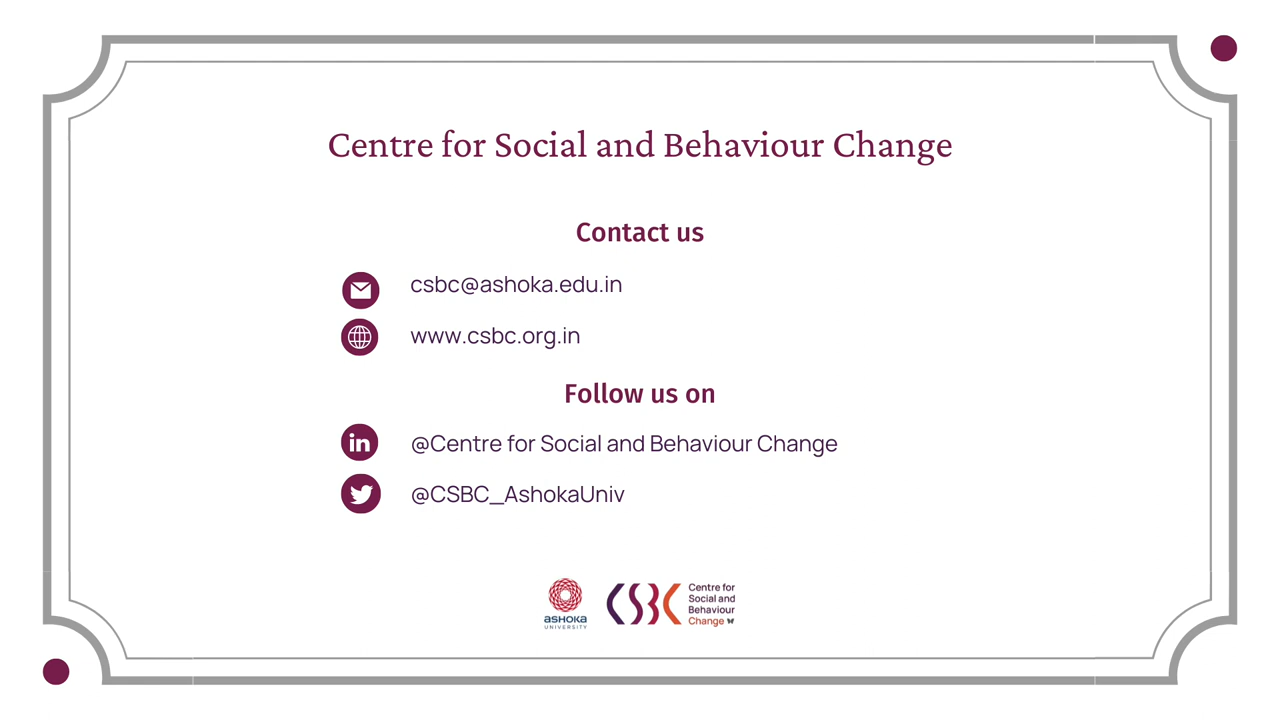 Centre for Social and Behaviour Change
Contact us
csbc@ashoka.edu.in
www.csbc.org.in
Follow us on
in
@Centre for Social and Behaviour Change
@CSBC_AshokaUniv
ASHOKA
UNIVERSITY
CSBC
Centre for
Social and
Behaviour
Change